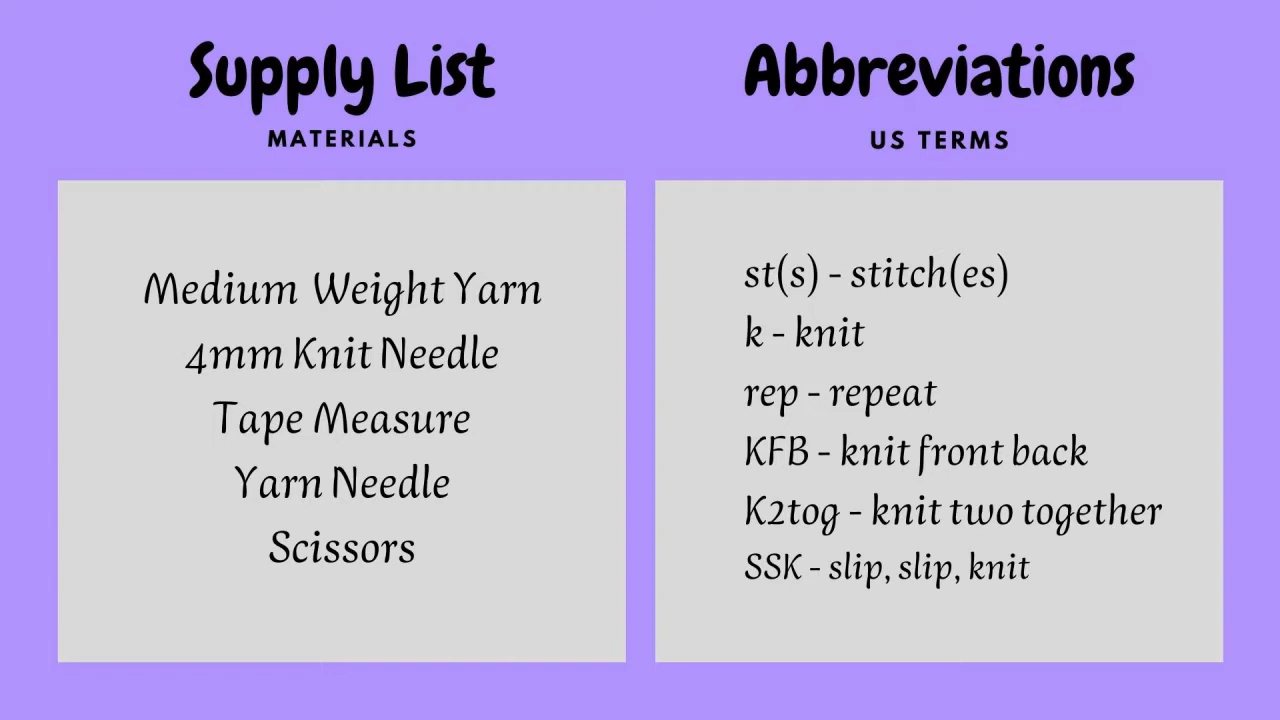 Supply List
MATERIALS
Medium Weight Yarn
4mm Knit Needle
Tape Measure
Yarn Needle
Scissors
Abbreviations
US TERMS
st(s) - stitch(es)
k - knit
rep - repeat
KFB - knit front back
K2tog - knit two together
SSK - slip, slip, knit